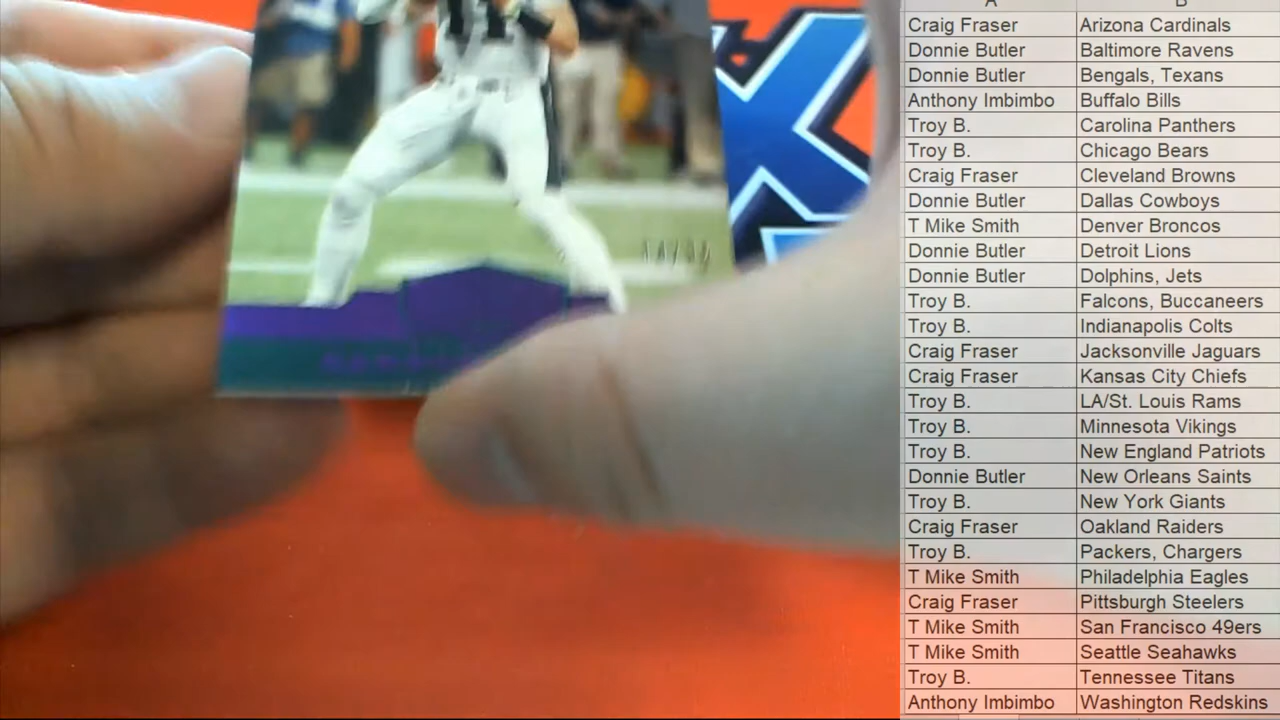 A B
Craig Fraser Arizona Cardinals
Donnie Butler Baltimore Ravens
Donnie Butler Bengals, Texans
Anthony Imbimbo Buffalo Bills
Troy B. Carolina Panthers
Troy B. Chicago Bears
Craig Fraser Cleveland Browns
Donnie Butler Dallas Cowboys
T Mike Smith Denver Broncos
Donnie Butler Detroit Lions
Donnie Butler Dolphins, Jets
Troy B. Falcons, Buccaneers
Troy B. Indianapolis Colts
Craig Fraser Jacksonville Jaguars
Craig Fraser Kansas City Chiefs
Troy B. LA/St. Louis Rams
Troy B. Minnesota Vikings
Troy B. New England Patriots
Donnie Butler New Orleans Saints
Troy B. New York Giants
Craig Fraser Oakland Raiders
Troy B. Packers, Chargers
T Mike Smith Philadelphia Eagles
Craig Fraser Pittsburgh Steelers
T Mike Smith San Francisco 49ers
T Mike Smith Seattle Seahawks
Troy B. Tennessee Titans
Anthony Imbimbo Washington Redskins